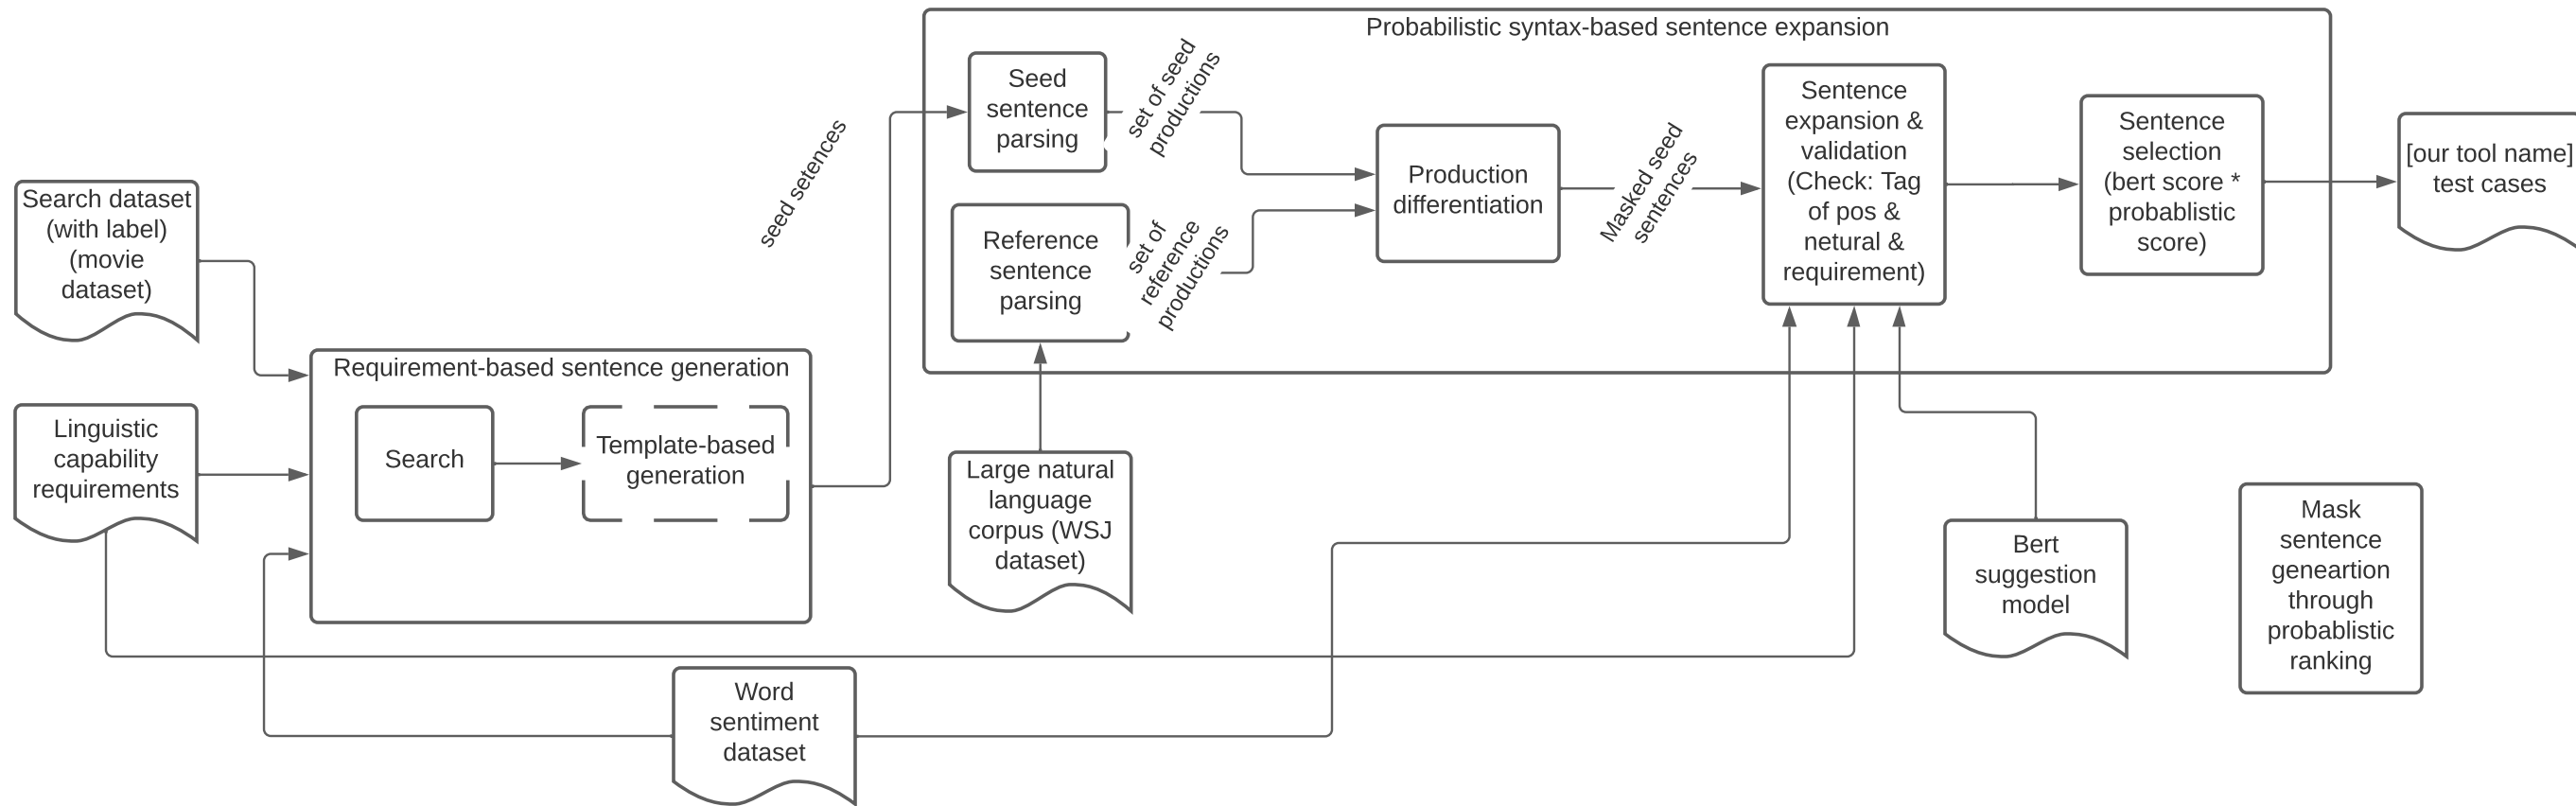 Probabilistic syntax-based sentence expansion
Seed
sentence
parsing
set of seed
productions
Reference
sentence
parsing
set of
reference
productions
Production
differentiation
Masked seed
sentences
Sentence
expansion &
validation
(Check: Tag
of pos &
netural &
requirement)
Sentence
selection
(bert score *
probablistic
score)
[our tool name]
test cases
seed setences
Search dataset
(with label)
(movie
dataset)
Linguistic
capability
requirements
Requirement-based sentence generation
Search
Template-based
generation
Large natural
language
corpus (WSJ
dataset)
Word
sentiment
dataset
Bert
suggestion
model
Mask
sentence
geneartion
through
probablistic
ranking